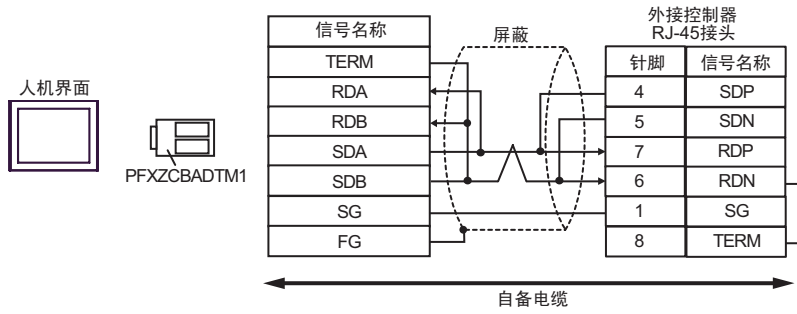 外接控制器
RJ-45接头
信号名称
屏蔽
针脚 信号名称
TERM
RDA
4 SDP
人机界面
RDB
5 SDN
SDA
7 RDP
PFXZCBADTM1
SDB
6 RDN
SG
1 SG
FG
8 TERM
自备电缆